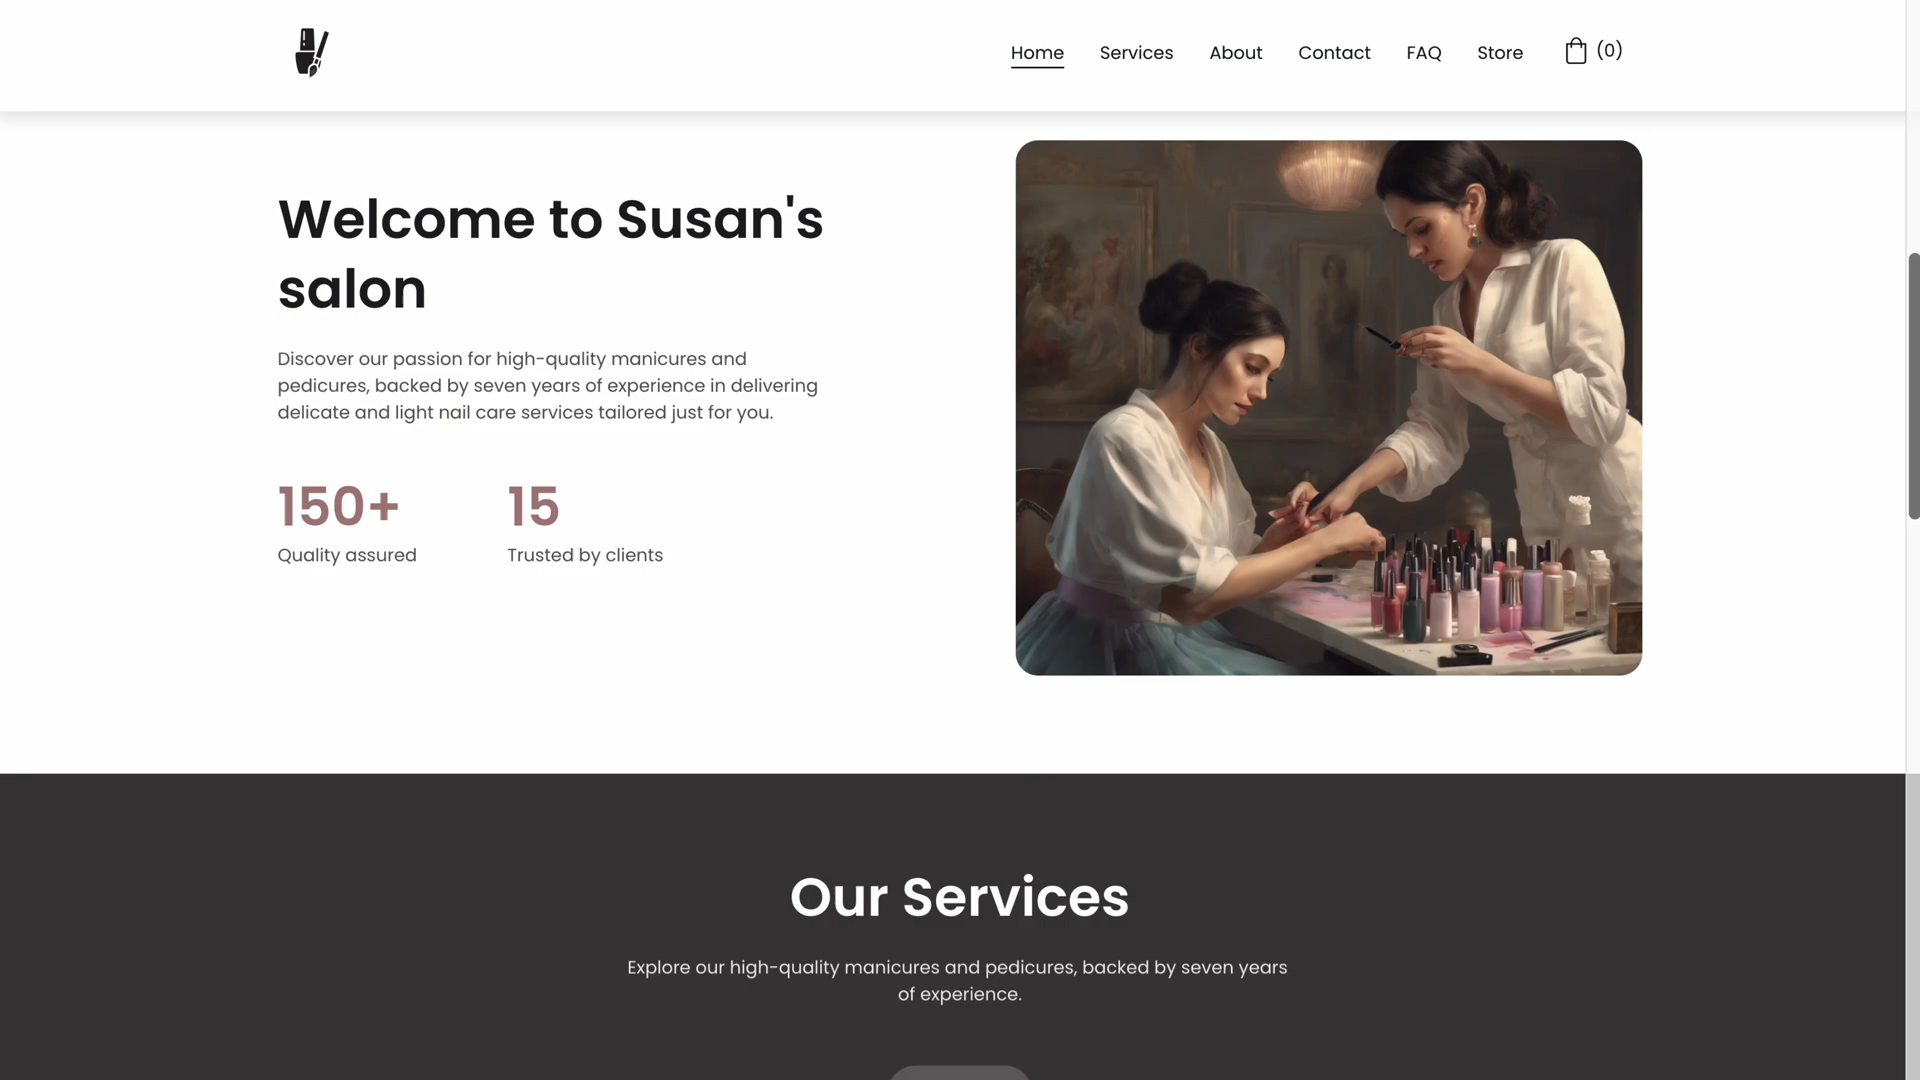 Home Services About Contact FAQ Store (0)
Welcome to Susan's
salon
Discover our passion for high-quality manicures and
pedicures, backed by seven years of experience in delivering
delicate and light nail care services tailored just for you.
150+ 15
Quality assured Trusted by clients
Our Services
Explore our high-quality manicures and pedicures, backed by seven years
of experience.